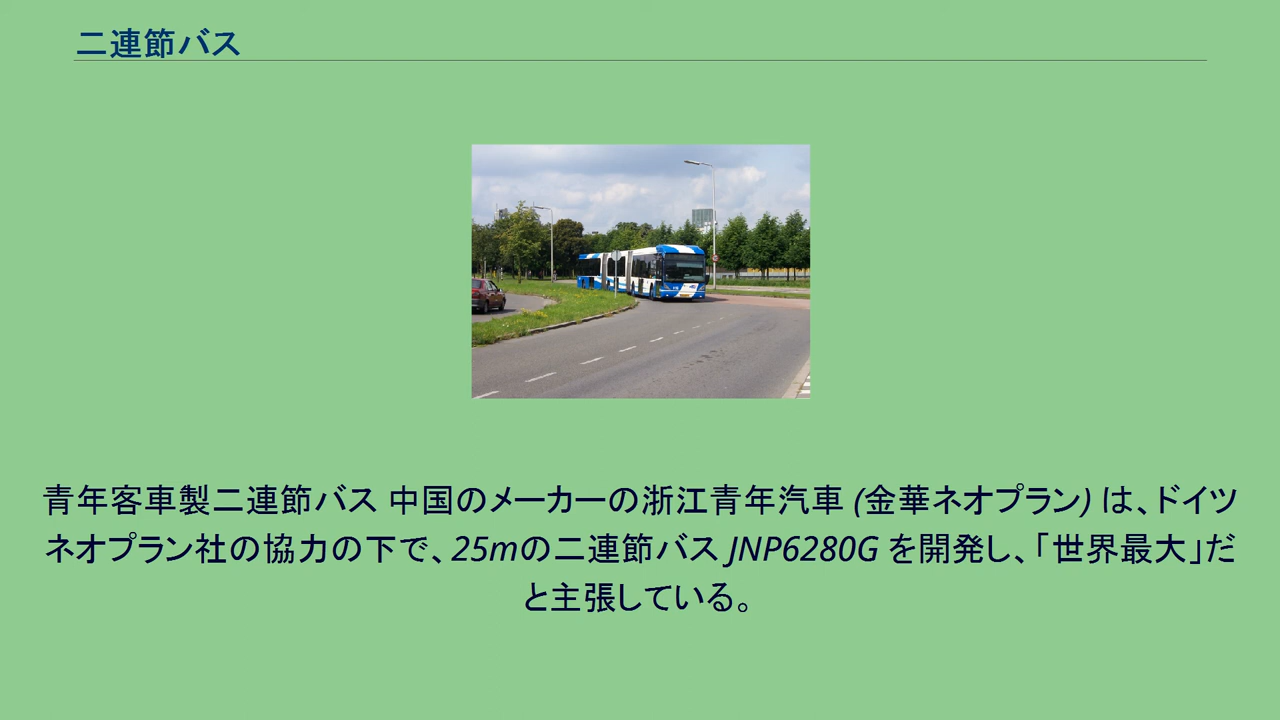 二連節バス
青年客車製二連節バス 中国のメーカーの浙江青年汽車 (金華ネオプラン) は、ドイツ
ネオプラン社の協力の下で、25mの二連節バス JNP6280G を開発し、「世界最大」だ
と主張している。